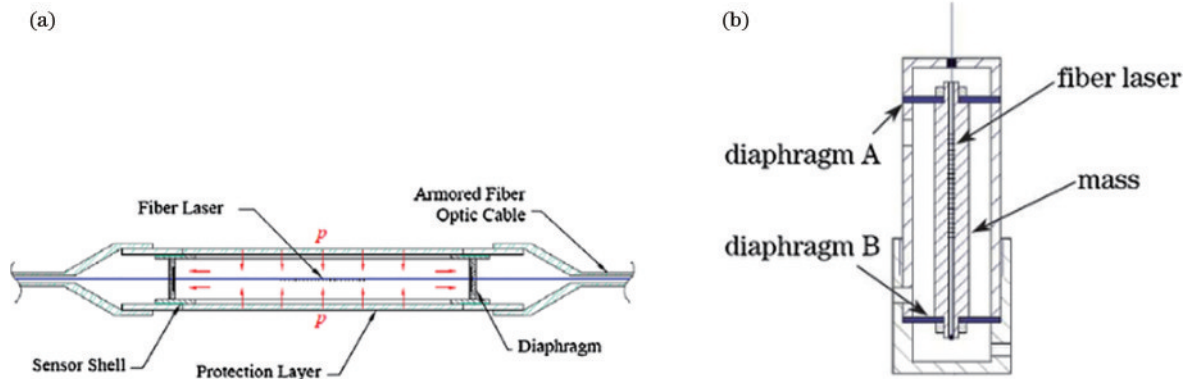 (a)
Fiber Laser
Armored Fiber
Optic Cable
p
p
Sensor Shell
Protection Layer
Diaphragm
(b)
fiber laser
diaphragm A
mass
diaphragm B